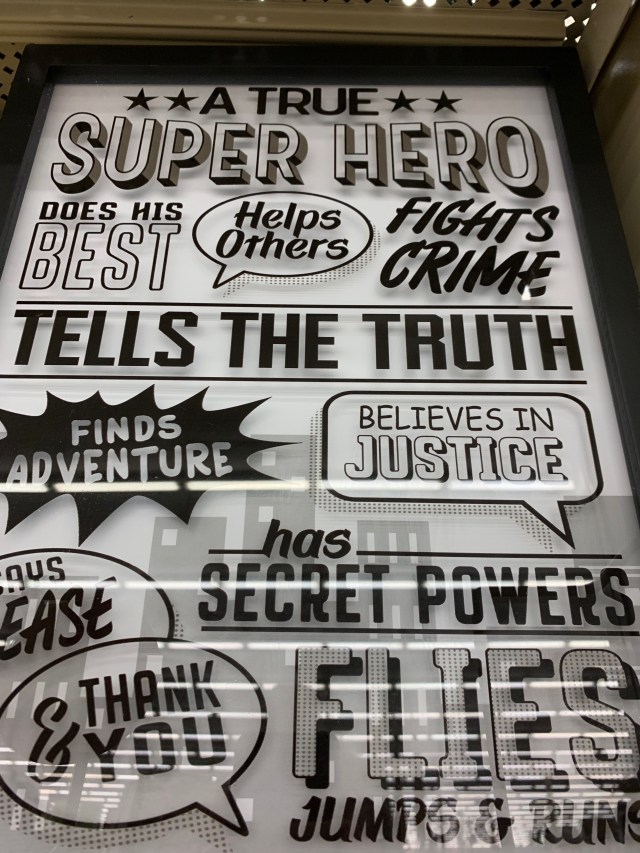 A TRUE
SUPER HERO
DOES HIS
BEST
Helps
Others
FIGHTS
CRIME
TELLS THE TRUTH
FINDS
ADVENTURE
BELIEVES IN
JUSTICE
has
SECRET POWERS
& THANK
YOU
FLIES
JUMPS & RUNS